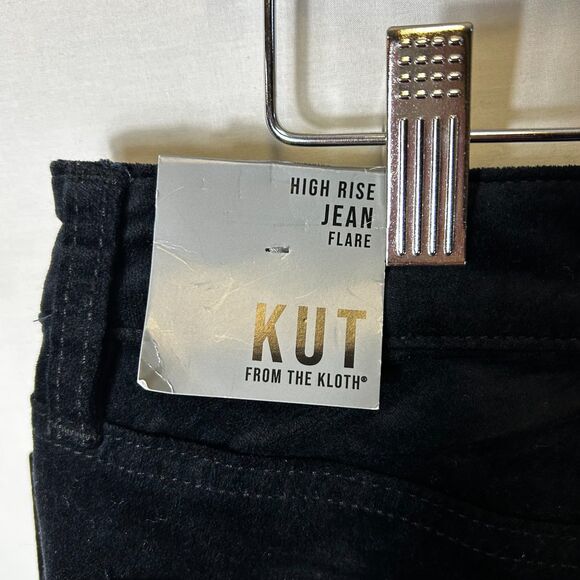 HIGH RISE
JEAN
FLARE
KUT
FROM THE KLOTH®